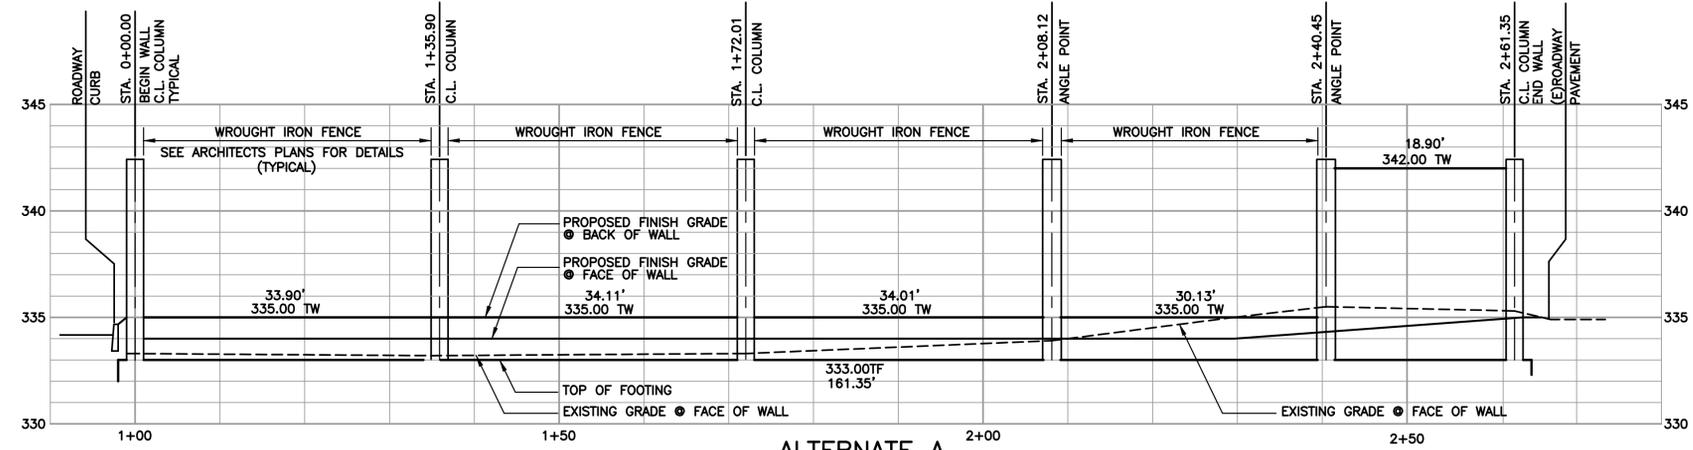 ROADWAY
CURB
STA. 0+00.00
BEGIN WALL
C.L. COLUMN
TYPICAL
STA. 1+35.90
C.L. COLUMN
STA. 1+72.01
C.L. COLUMN
STA. 2+08.12
ANGLE POINT
STA. 2+40.45
ANGLE POINT
STA. 2+61.35
C.L. COLUMN
END WALL
(E)ROADWAY
PAVEMENT
345
345
WROUGHT IRON FENCE
WROUGHT IRON FENCE
WROUGHT IRON FENCE
WROUGHT IRON FENCE
SEE ARCHITECTS PLANS FOR DETAILS
(TYPICAL)
18.90'
342.00 TW
340
340
PROPOSED FINISH GRADE
@ BACK OF WALL
PROPOSED FINISH GRADE
@ FACE OF WALL
33.90'
335.00 TW
34.11'
335.00 TW
34.01'
335.00 TW
30.13'
335.00 TW
335
335
333.00TF
161.35'
TOP OF FOOTING
EXISTING GRADE @ FACE OF WALL
EXISTING GRADE @ FACE OF WALL
330
330
1+00
1+50
2+00
2+50
ALTERNATE A